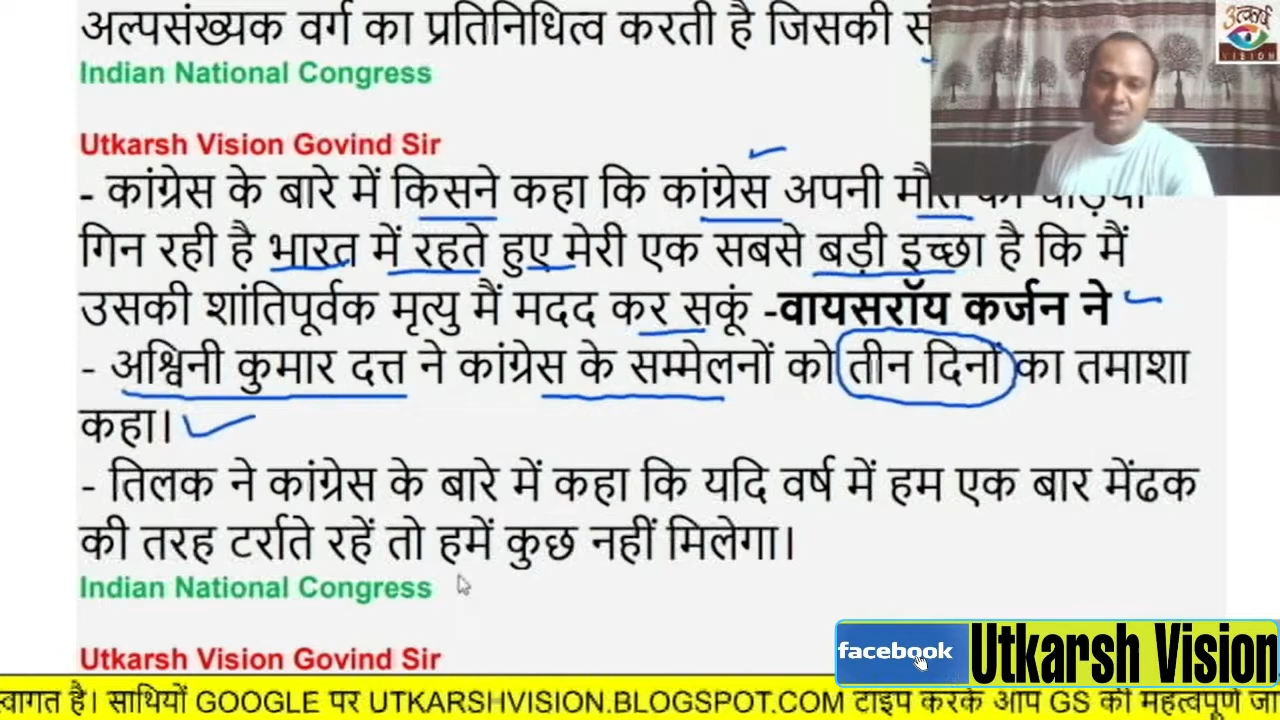 अल्पसंख्यक वर्ग का प्रतिनिधित्व करती है जिसकी
Indian National Congress
उत्कर्ष
VISION
Utkarsh Vision Govind Sir
- कांग्रेस के बारे में किसने कहा कि कांग्रेस अपनी मौत
गिन रही है भारत में रहते हुए मेरी एक सबसे बड़ी इच्छा है कि मैं
उसकी शांतिपूर्वक मृत्यु मैं मदद कर सकूं -वायसरॉय कर्जन ने
- अश्विनी कुमार दत्त ने कांग्रेस के सम्मेलनों को तीन दिनों का तमाशा
कहा।
- तिलक ने कांग्रेस के बारे में कहा कि यदि वर्ष में हम एक बार मेंढक
की तरह टर्राते रहें तो हमें कुछ नहीं मिलेगा।
Indian National Congress
Utkarsh Vision Govind Sir
facebook Utkarsh Vision
है। साथियों GOOGLE पर UTKARSHVISION.BLOGSPOT.COM टाइप करके आप GS की महत्वपूर्ण